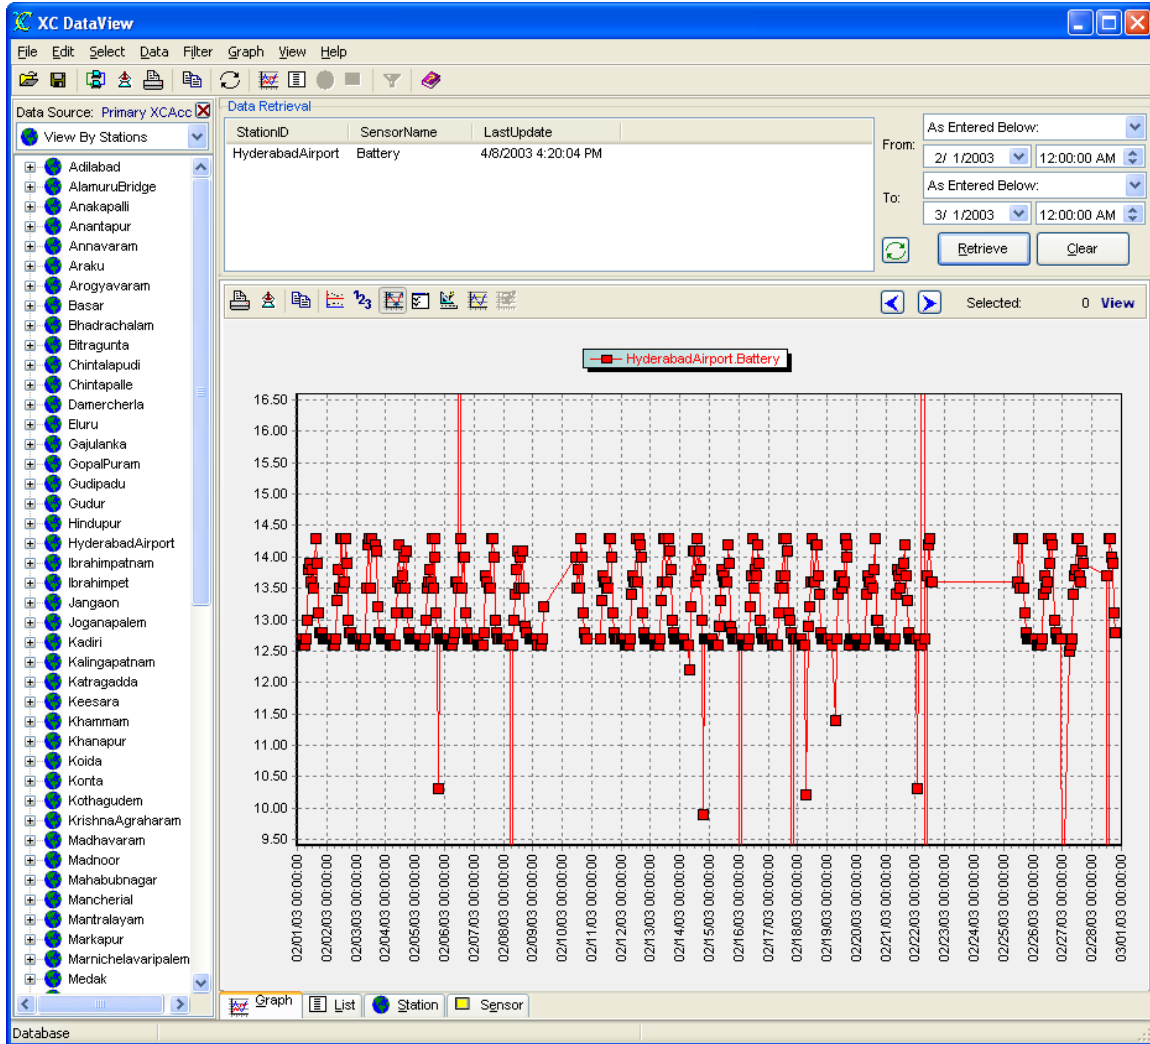 XC DataView
File Edit Select Data Filter Graph View Help
Data Source: Primary XCAcc
View By Stations
Adilabad
AlamuruBridge
Anakapalli
Anantapur
Annavaram
Araku
Arogyavaram
Basar
Bhadrachalam
Bitragunta
Chintalapudi
Chintapalle
Damercherla
Eluru
Gajulanka
GopalPuram
Gudipadu
Gudur
Hindupur
HyderabadAirport
Ibrahimpatnam
Ibrahimpet
Jangaon
Joganapalem
Kadiri
Kalingapatnam
Katragadda
Keesara
Khammam
Khanapur
Koida
Konta
Kothagudem
KrishnaAgraharam
Madhavaram
Madnoor
Mahabubnagar
Mancherial
Mantralayam
Markapur
Marnichelavaripalem
Medak
Data Retrieval
StationID SensorName LastUpdate
HyderabadAirport Battery 4/8/2003 4:20:04 PM
From:
As Entered Below:
2/ 1/2003 12:00:00 AM
To:
As Entered Below:
3/ 1/2003 12:00:00 AM
Retrieve Clear
1 2 3
Selected: 0 View
HyderabadAirport.Battery
16.50
16.00
15.50
15.00
14.50
14.00
13.50
13.00
12.50
12.00
11.50
11.00
10.50
10.00
9.50
02/01/03 00:00:00
02/02/03 00:00:00
02/03/03 00:00:00
02/04/03 00:00:00
02/05/03 00:00:00
02/06/03 00:00:00
02/07/03 00:00:00
02/08/03 00:00:00
02/09/03 00:00:00
02/10/03 00:00:00
02/11/03 00:00:00
02/12/03 00:00:00
02/13/03 00:00:00
02/14/03 00:00:00
02/15/03 00:00:00
02/16/03 00:00:00
02/17/03 00:00:00
02/18/03 00:00:00
02/19/03 00:00:00
02/20/03 00:00:00
02/21/03 00:00:00
02/22/03 00:00:00
02/23/03 00:00:00
02/24/03 00:00:00
02/25/03 00:00:00
02/26/03 00:00:00
02/27/03 00:00:00
02/28/03 00:00:00
03/01/03 00:00:00
Graph List Station Sensor
Database